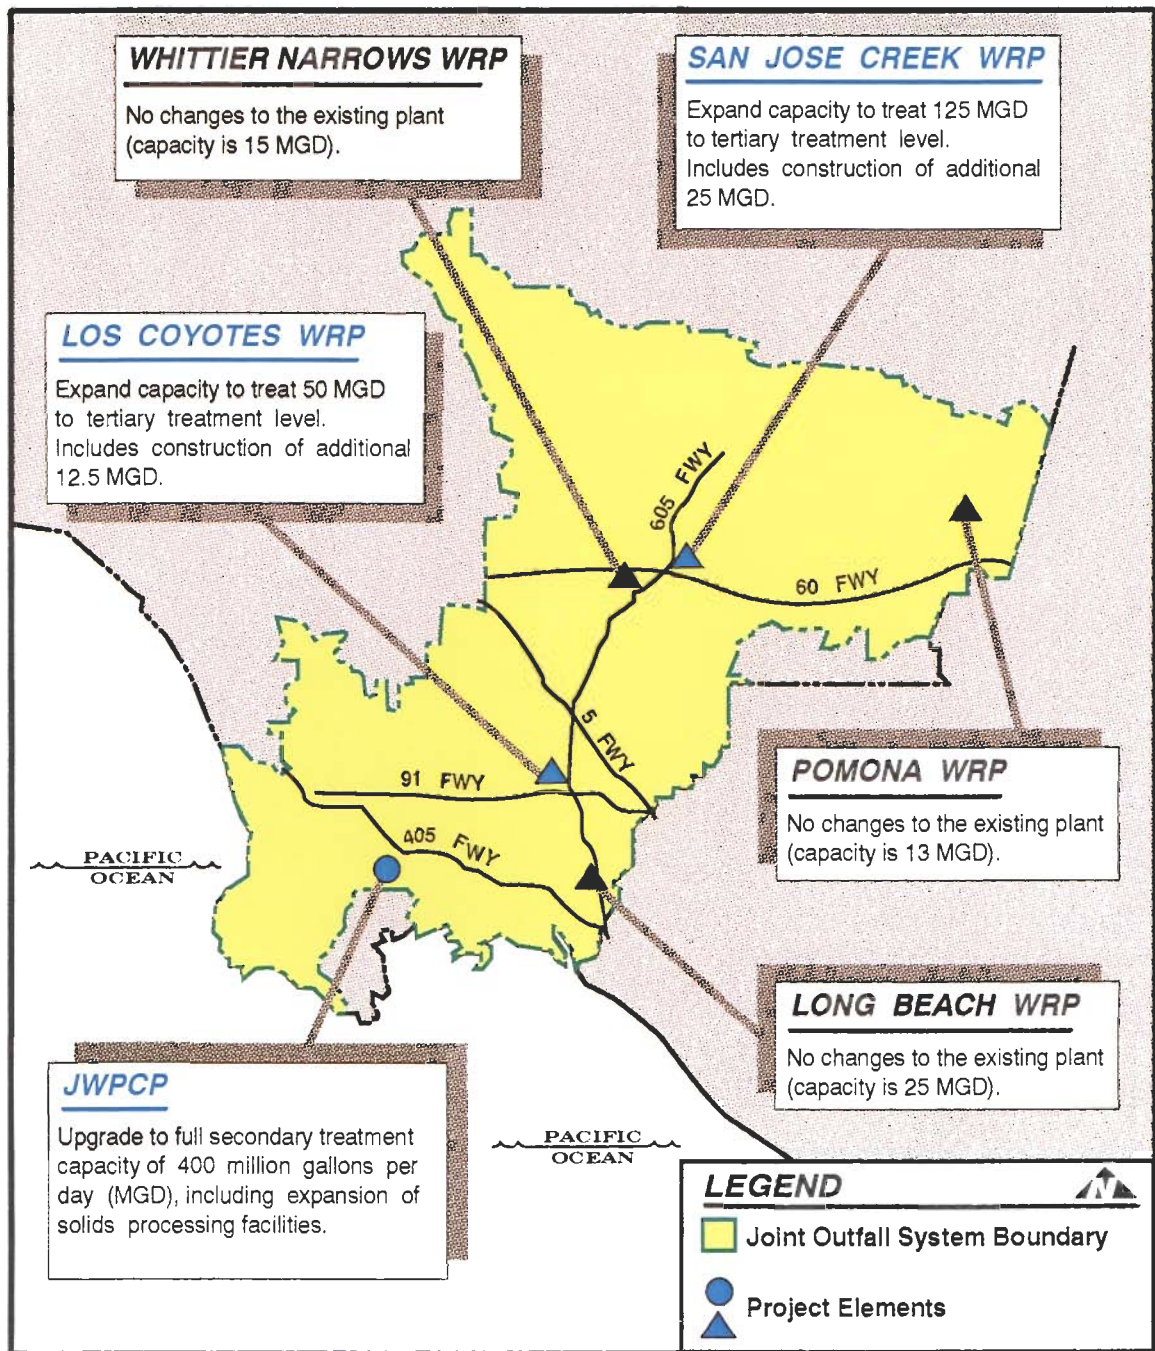 WHITTIER NARROWS WRP
No changes to the existing plant
(capacity is 15 MGD).
SAN JOSE CREEK WRP
Expand capacity to treat 125 MGD
to tertiary treatment level.
Includes construction of additional
25 MGD.
LOS COYOTES WRP
Expand capacity to treat 50 MGD
to tertiary treatment level.
Includes construction of additional
12.5 MGD.
605 FWY
60 FWY
5 FWY
91 FWY
405 FWY
POMONA WRP
No changes to the existing plant
(capacity is 13 MGD).
PACIFIC
OCEAN
LONG BEACH WRP
No changes to the existing plant
(capacity is 25 MGD).
JWPCP
Upgrade to full secondary treatment
capacity of 400 million gallons per
day (MGD), including expansion of
solids processing facilities.
PACIFIC
OCEAN
LEGEND
N
Joint Outfall System Boundary
Project Elements